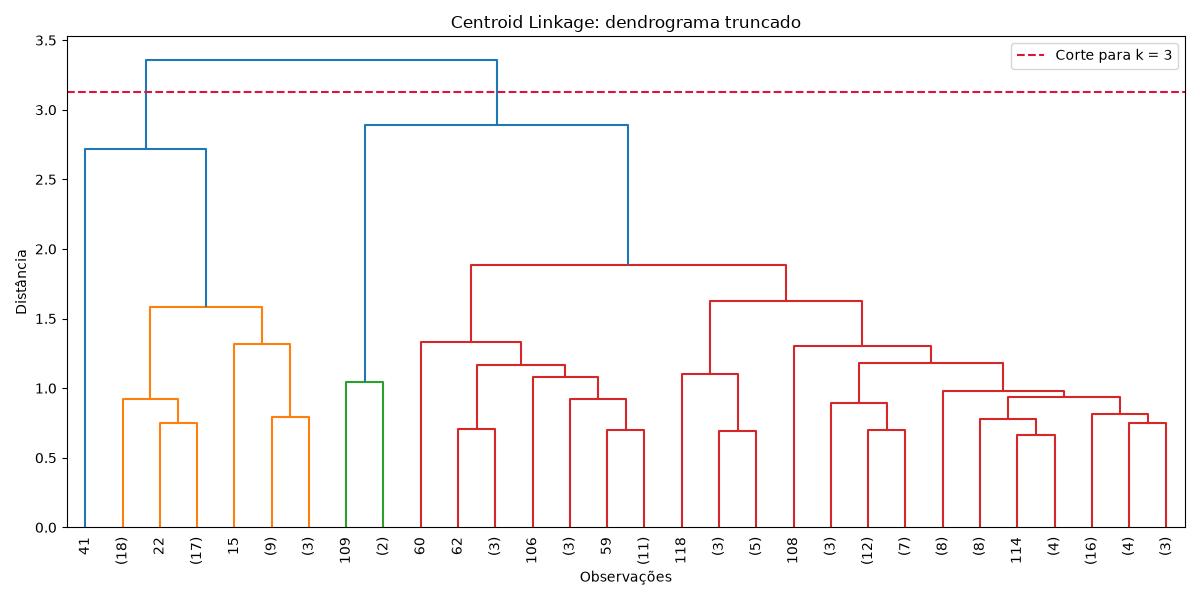 Centroid Linkage: dendrograma truncado
Corte para k = 3
3.5
3.0
2.5
2.0
1.5
1.0
0.5
0.0
Distância
41 (18) 22 (17) 15 (9) (3) 109 (2) 60 62 (3) 106 (3) 59 (11) 118 (3) (5) 108 (3) (12) (7) (8) (8) 114 (4) (16) (4) (3)
Observações